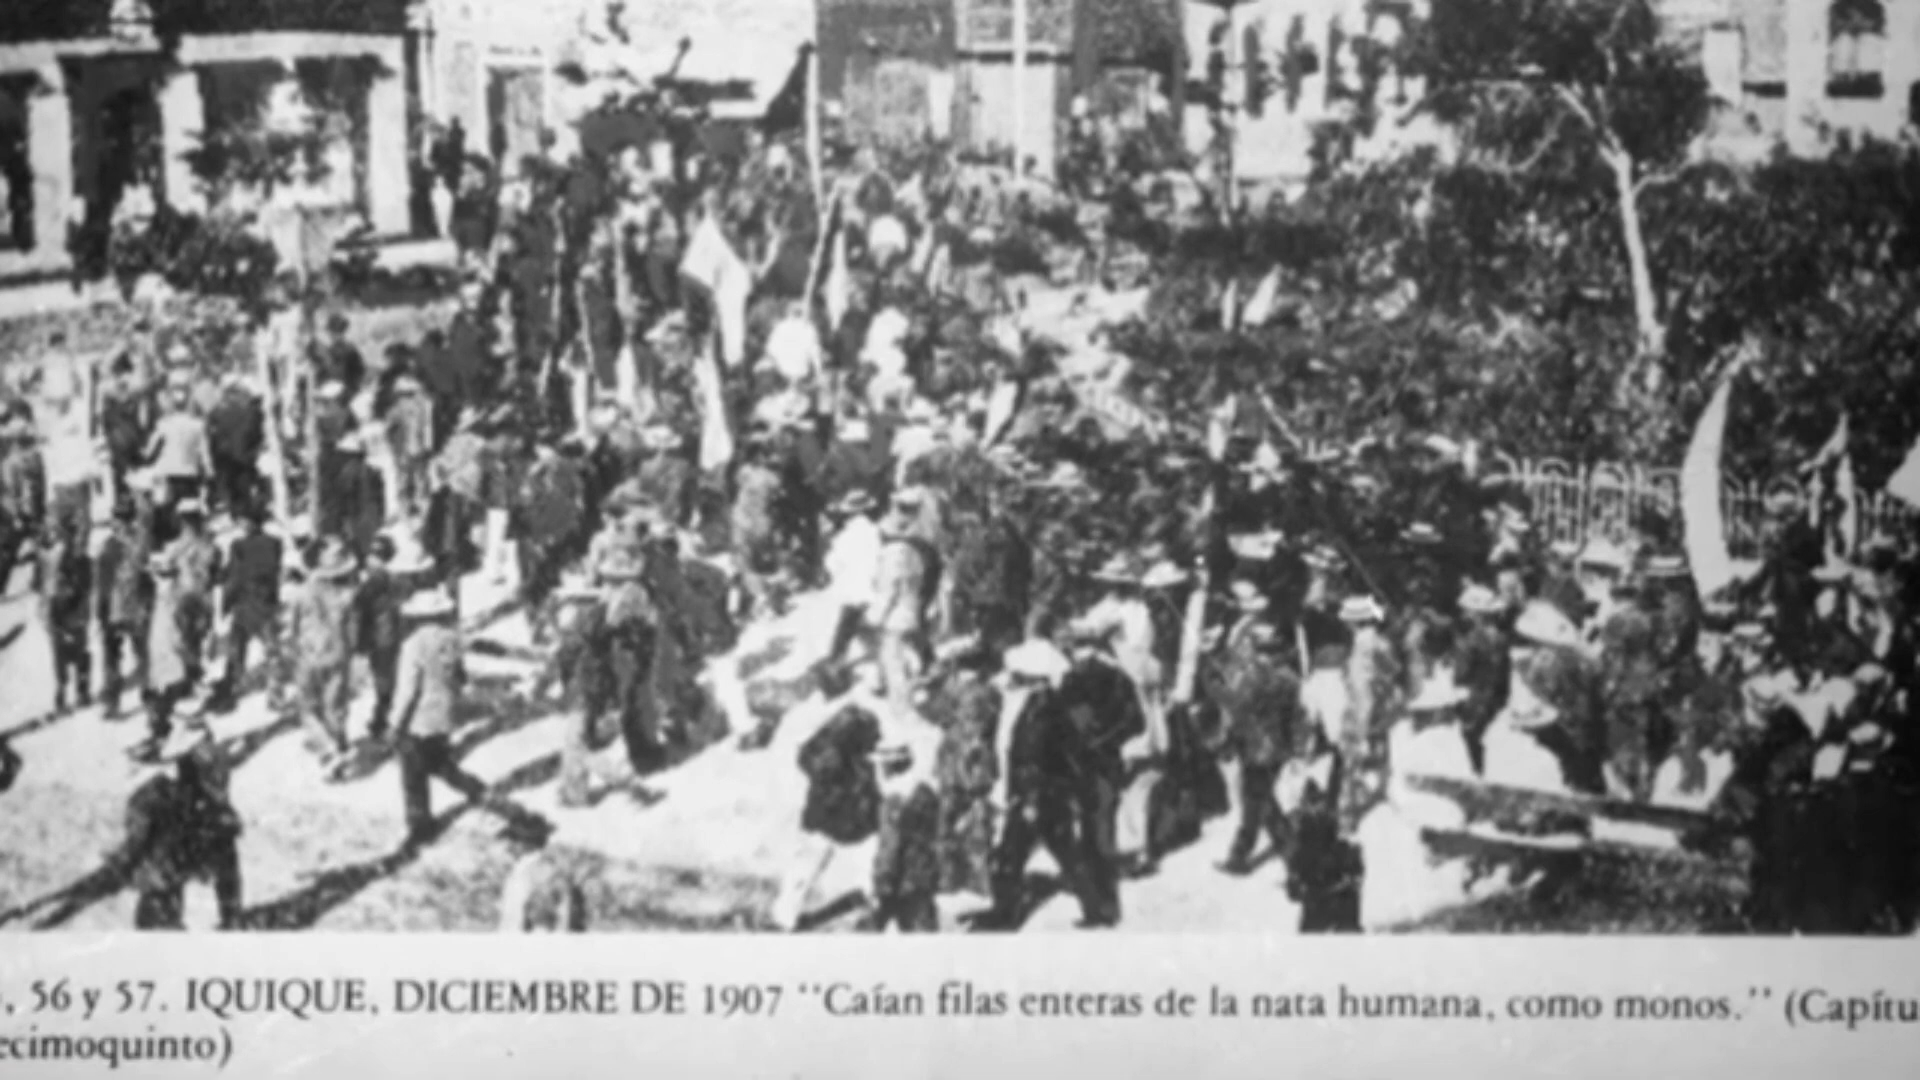 , 56 y 57. IQUIQUE, DICIEMBRE DE 1907 "Caían filas enteras de la nata humana, como monos." (Capítu
ecimoquinto)